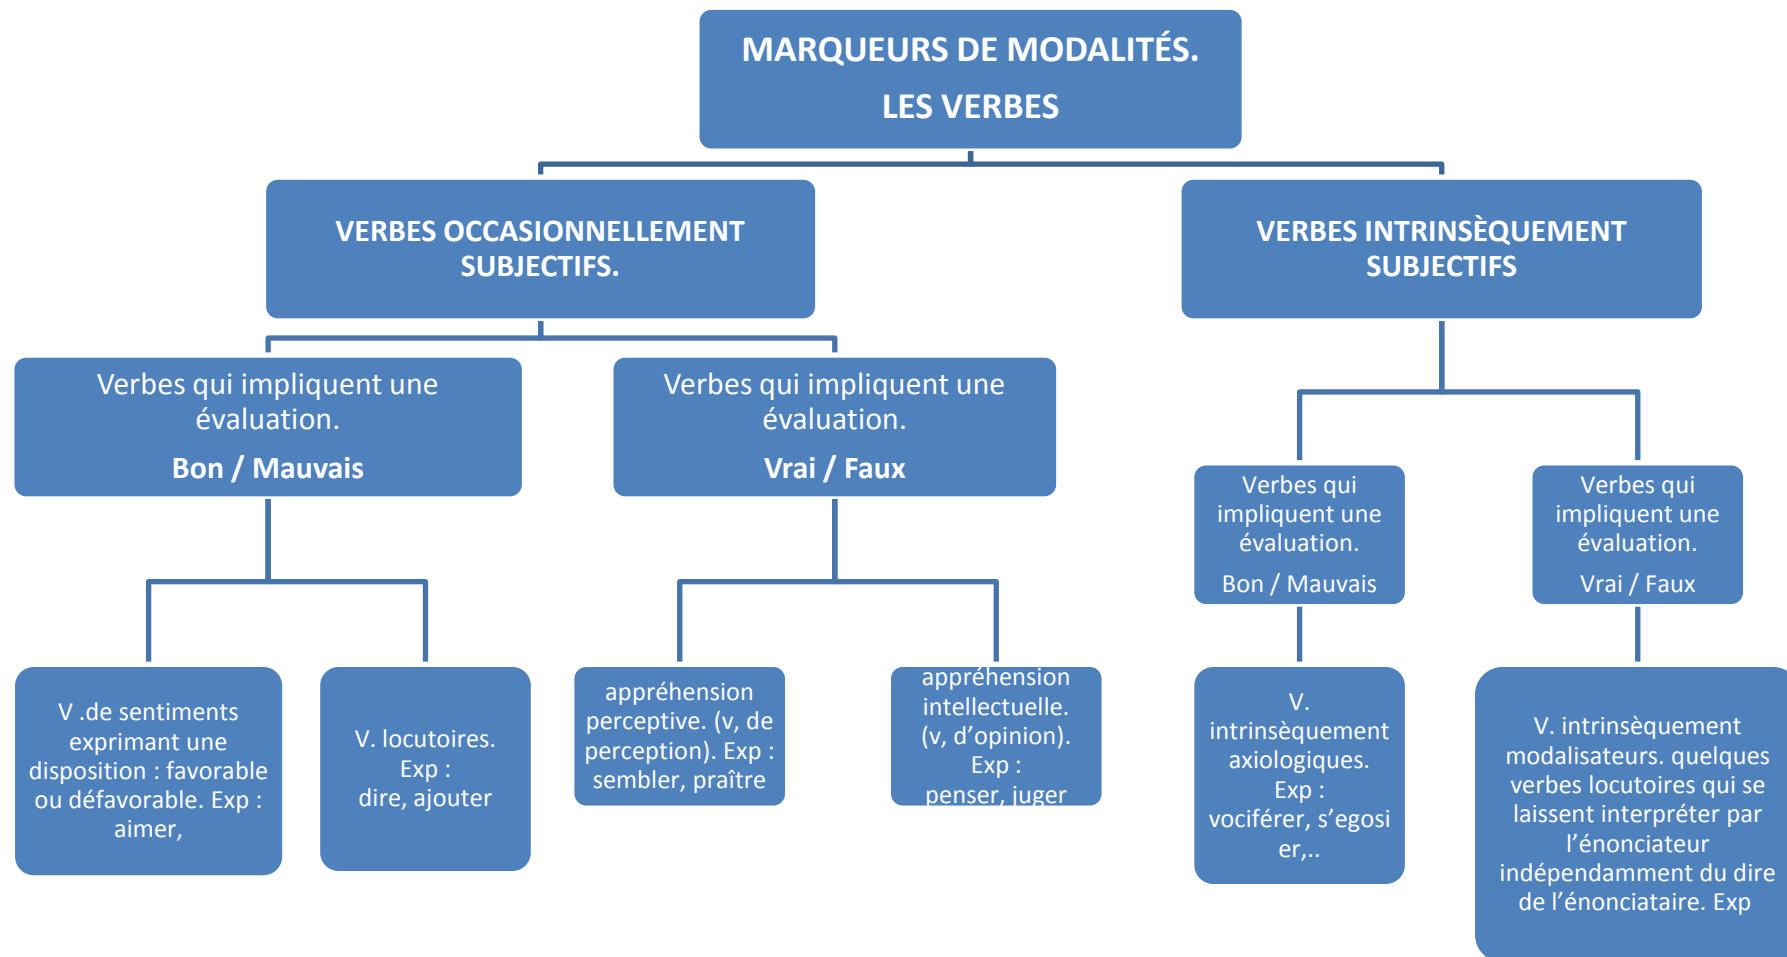 MARQUEURS DE MODALITÉS.
LES VERBES
VERBES OCCASIONNELLEMENT
SUBJECTIFS.
VERBES INTRINSÈQUEMENT
SUBJECTIFS
Verbes qui impliquent une
évaluation.
Bon / Mauvais
Verbes qui impliquent une
évaluation.
Vrai / Faux
Verbes qui
impliquent une
évaluation.
Bon / Mauvais
Verbes qui
impliquent une
évaluation.
Vrai / Faux
V .de sentiments
exprimant une
disposition : favorable
ou défavorable. Exp :
aimer,
V. locutoires.
Exp :
dire, ajouter
appréhension
perceptive. (v, de
perception). Exp :
sembler, praître
appréhension
intellectuelle.
(v, d’opinion).
Exp :
penser, juger
V.
intrinsèquement
axiologiques.
Exp :
vociférer, s’egosi
er,..
V. intrinsèquement
modalisateurs. quelques
verbes locutoires qui se
laissent interpréter par
l’énonciateur
indépendamment du dire
de l’énonciataire. Exp